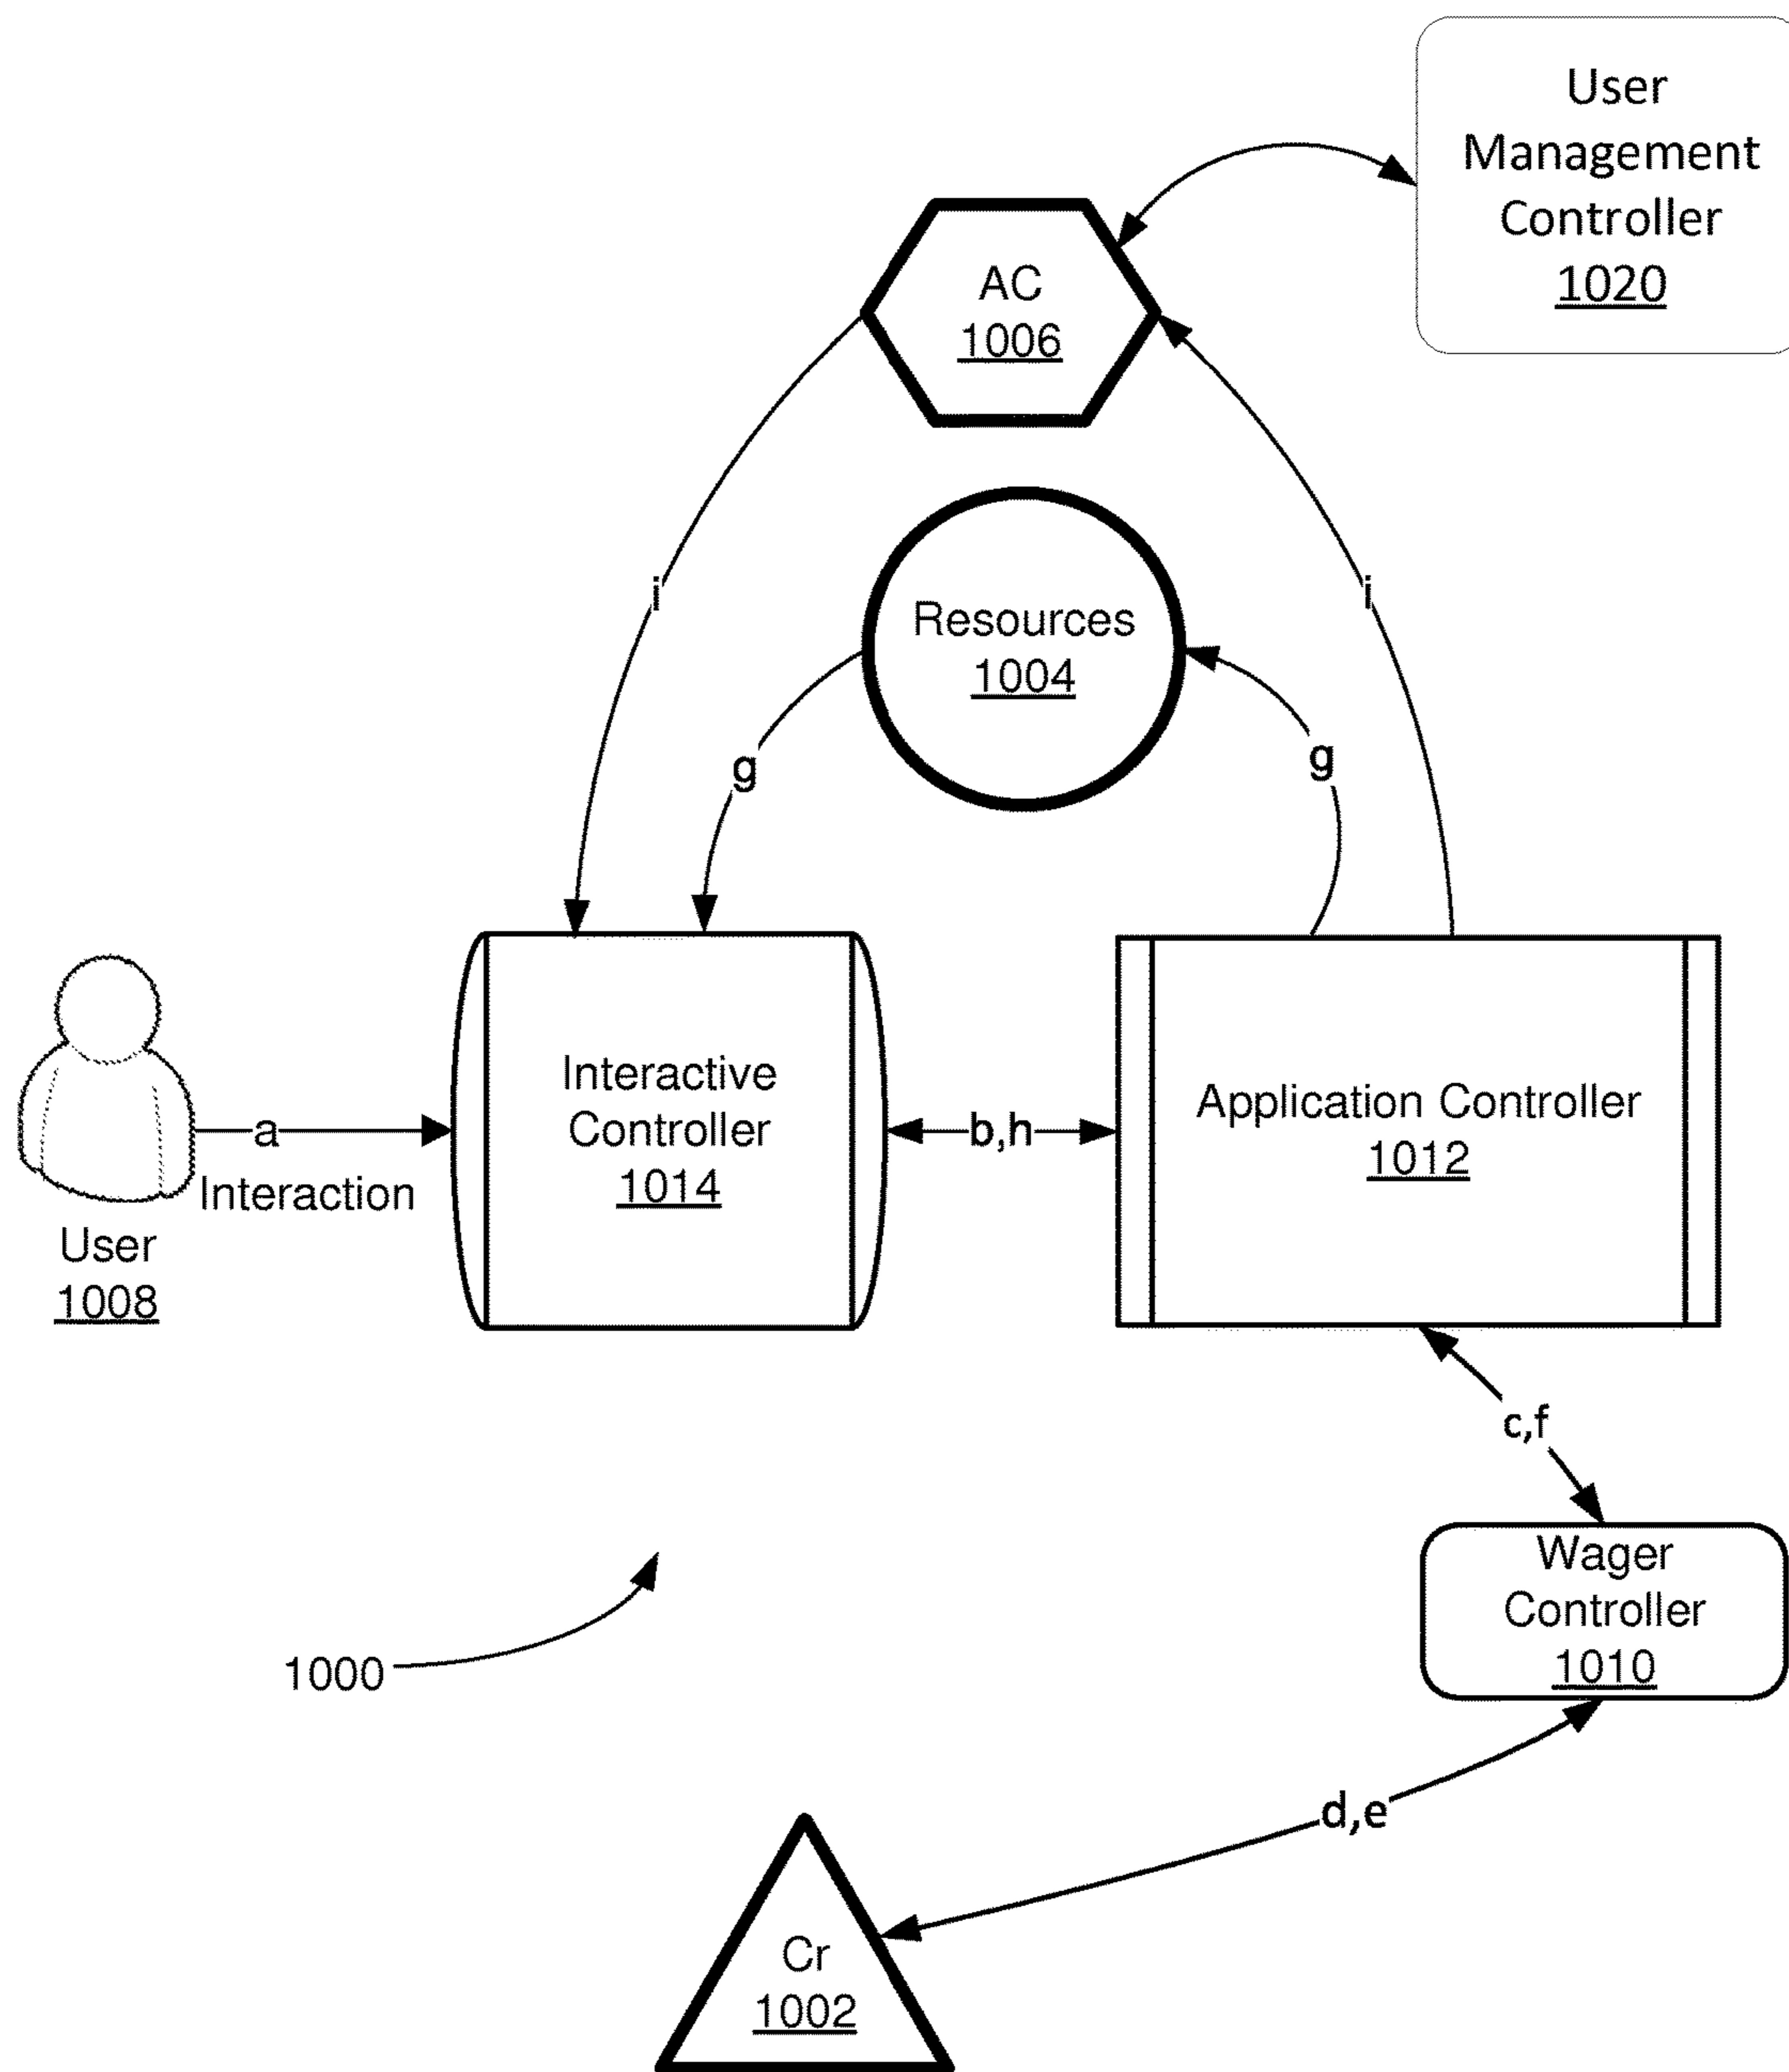 User
Management
Controller
1020
AC
1006
i
i
Resources
1004
g
g
Interactive
Controller
1014
Application Controller
1012
a
b,h
Interaction
User
1008
c,f
Wager
Controller
1010
1000
d,e
Cr
1002